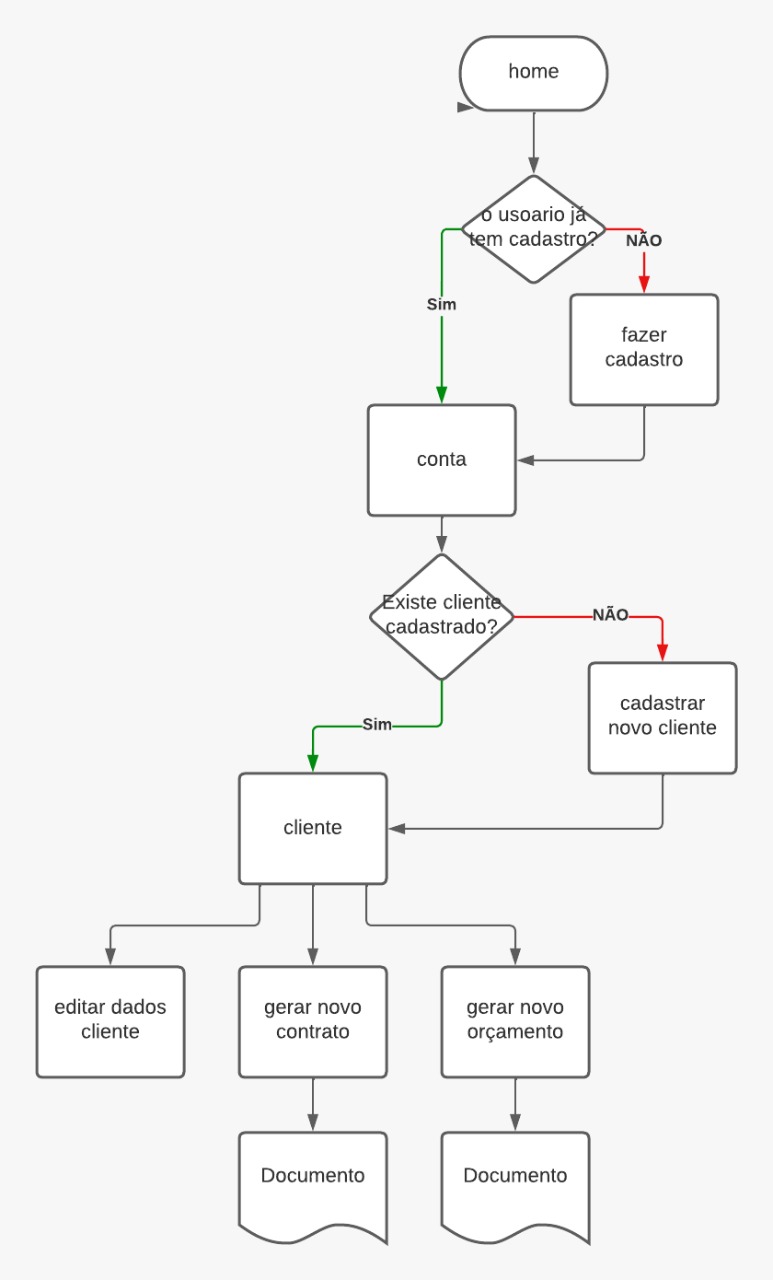 home
o usoario já
tem cadastro?
NÃO
Sim
fazer
cadastro
conta
Existe cliente
cadastrado?
NÃO
cadastrar
novo cliente
Sim
cliente
editar dados
cliente
gerar novo
contrato
gerar novo
orçamento
Documento
Documento